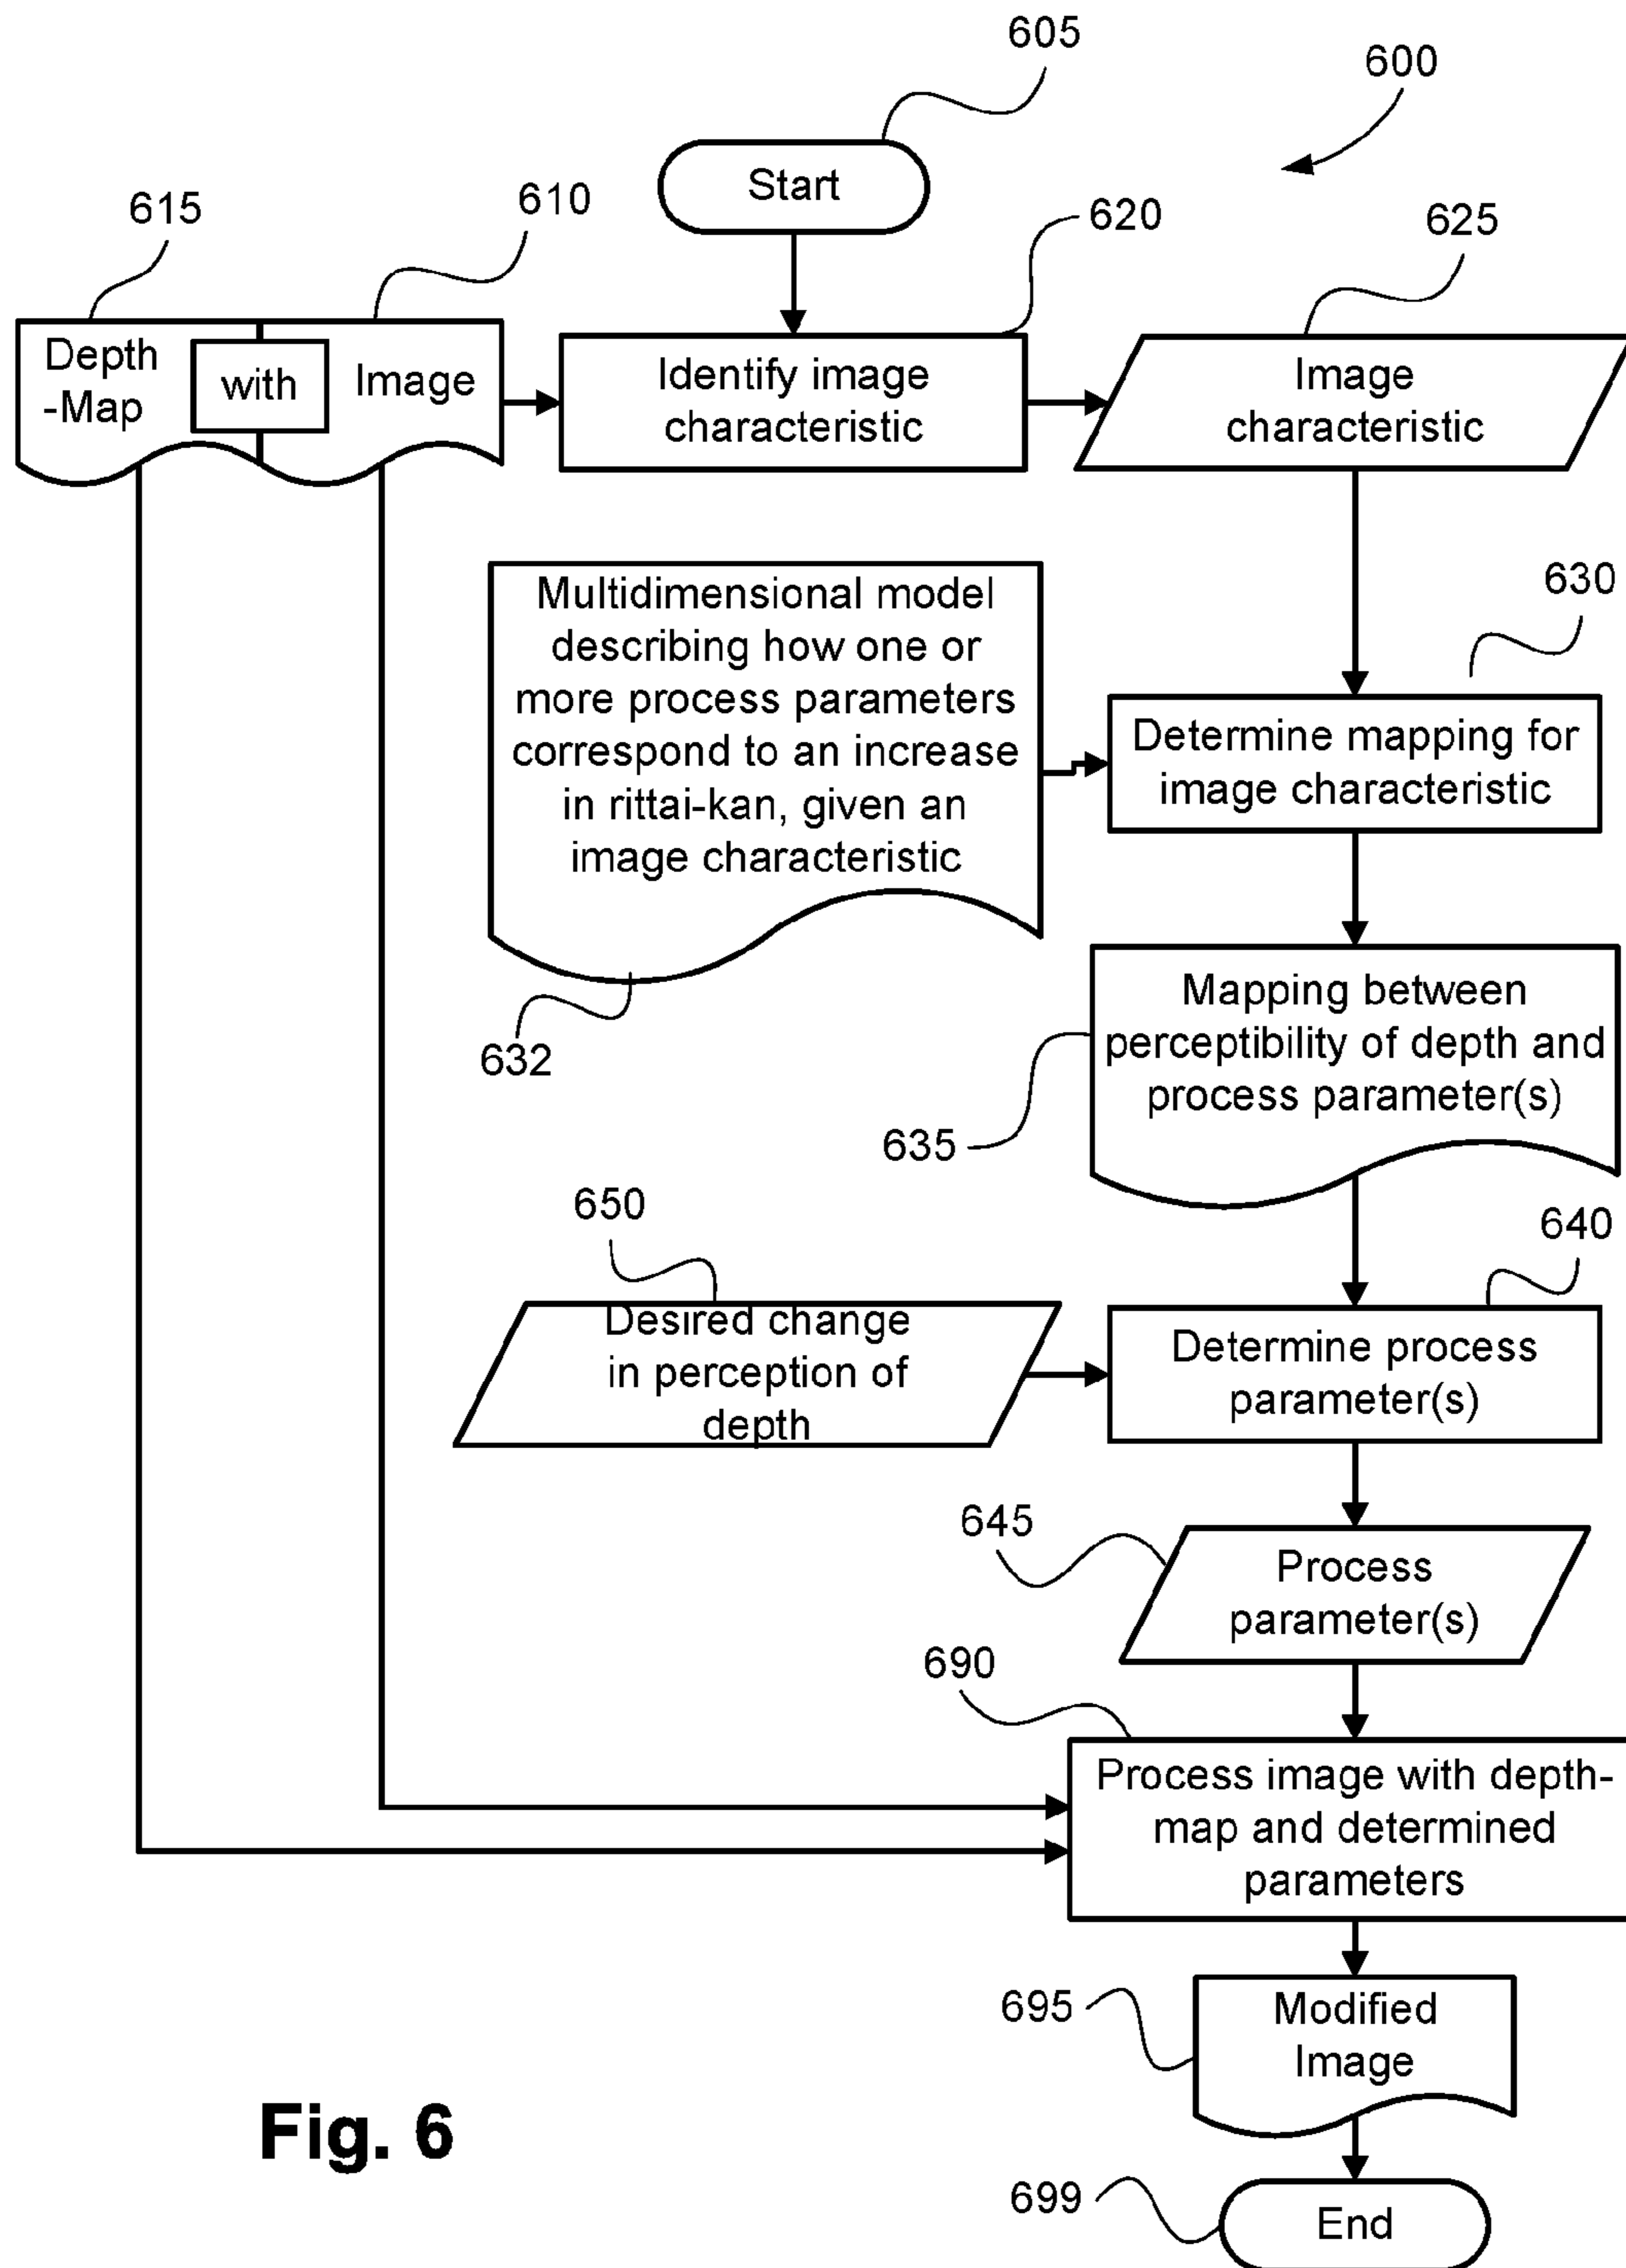 605
600
Start
615
610
620
625
Depth
-Map
with
Image
Identify image
characteristic
Image
characteristic
630
Multidimensional model
describing how one or
more process parameters
correspond to an increase
in rittai-kan, given an
image characteristic
Determine mapping for
image characteristic
632
Mapping between
perceptibility of depth and
process parameter(s)
635
650
640
Desired change
in perception of
depth
Determine process
parameter(s)
645
Process
parameter(s)
690
Process image with depth-
map and determined
parameters
695
Modified
Image
Fig. 6
699
End